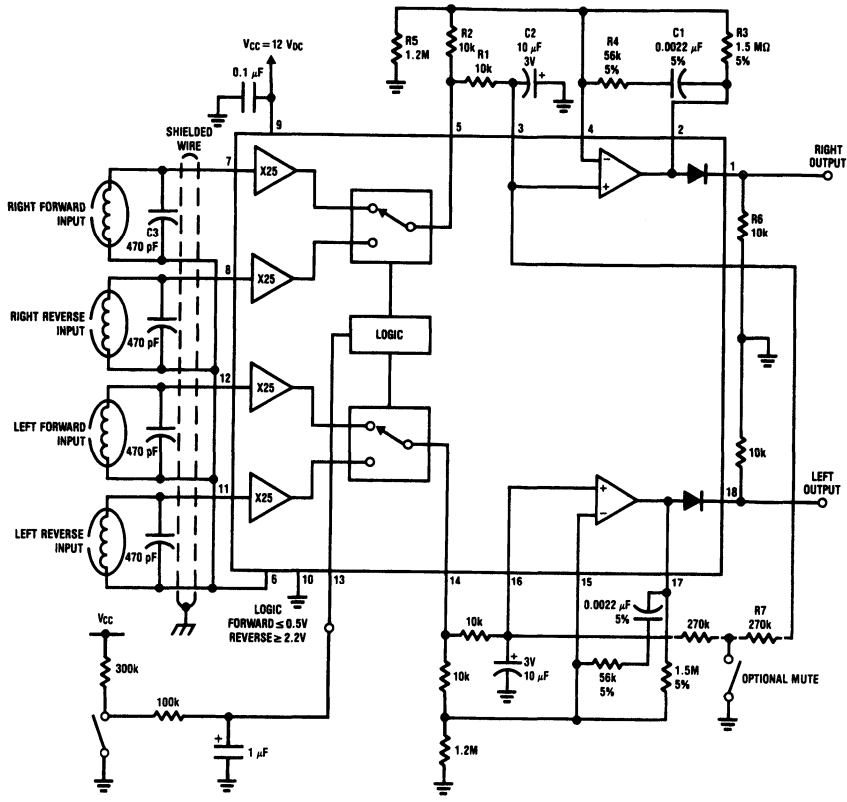 VCC = 12 VDC
0.1 µF
R5
1.2M
R2
10k
R1
10k
C2
10 µF
3V
+
R4
56k
5%
C1
0.0022 µF
5%
R3
1.5 MΩ
5%
9
5
3
4
2
SHIELDED
WIRE
RIGHT FORWARD
INPUT
C3
470 pF
7
X25
−
+
1
RIGHT
OUTPUT
R6
10k
RIGHT REVERSE
INPUT
470 pF
8
X25
LOGIC
LEFT FORWARD
INPUT
470 pF
12
X25
10k
LEFT REVERSE
INPUT
470 pF
11
X25
+
−
18
LEFT
OUTPUT
6
10
13
14
16
15
17
LOGIC
FORWARD ≤ 0.5V
REVERSE ≥ 2.2V
VCC
300k
100k
+
1 µF
10k
+
3V
10 µF
10k
1.2M
0.0022 µF
5%
56k
5%
1.5M
5%
270k
R7
270k
OPTIONAL MUTE